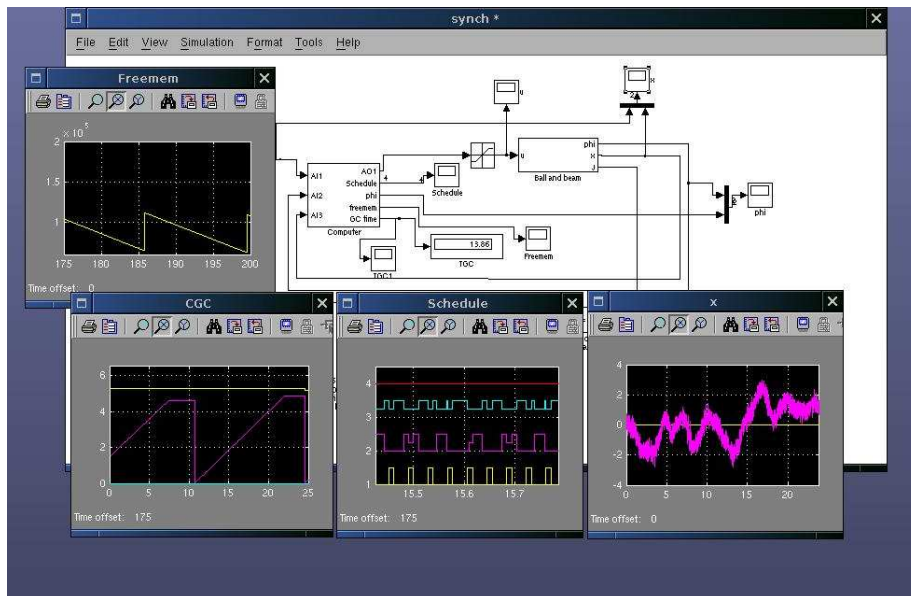 synch *
File Edit View Simulation Format Tools Help
Freemem
× 10
2
1.5
1
175 180 185 190 195 200
Time offset: 0
u
x
2
AI1
AI2
AI3
AO1
Schedule
phi
freemem
GC time
Computer
4
4
Schedule
u
phi
x
J
Ball and beam
2
phi
TGC1
13.86
TGC
Freemem
CGC
6
4
2
0
0 5 10 15 20 25
Time offset: 175
Schedule
4
3
2
1
15.5 15.6 15.7
Time offset: 175
x
4
2
0
-2
-4
0 5 10 15 20
Time offset: 0